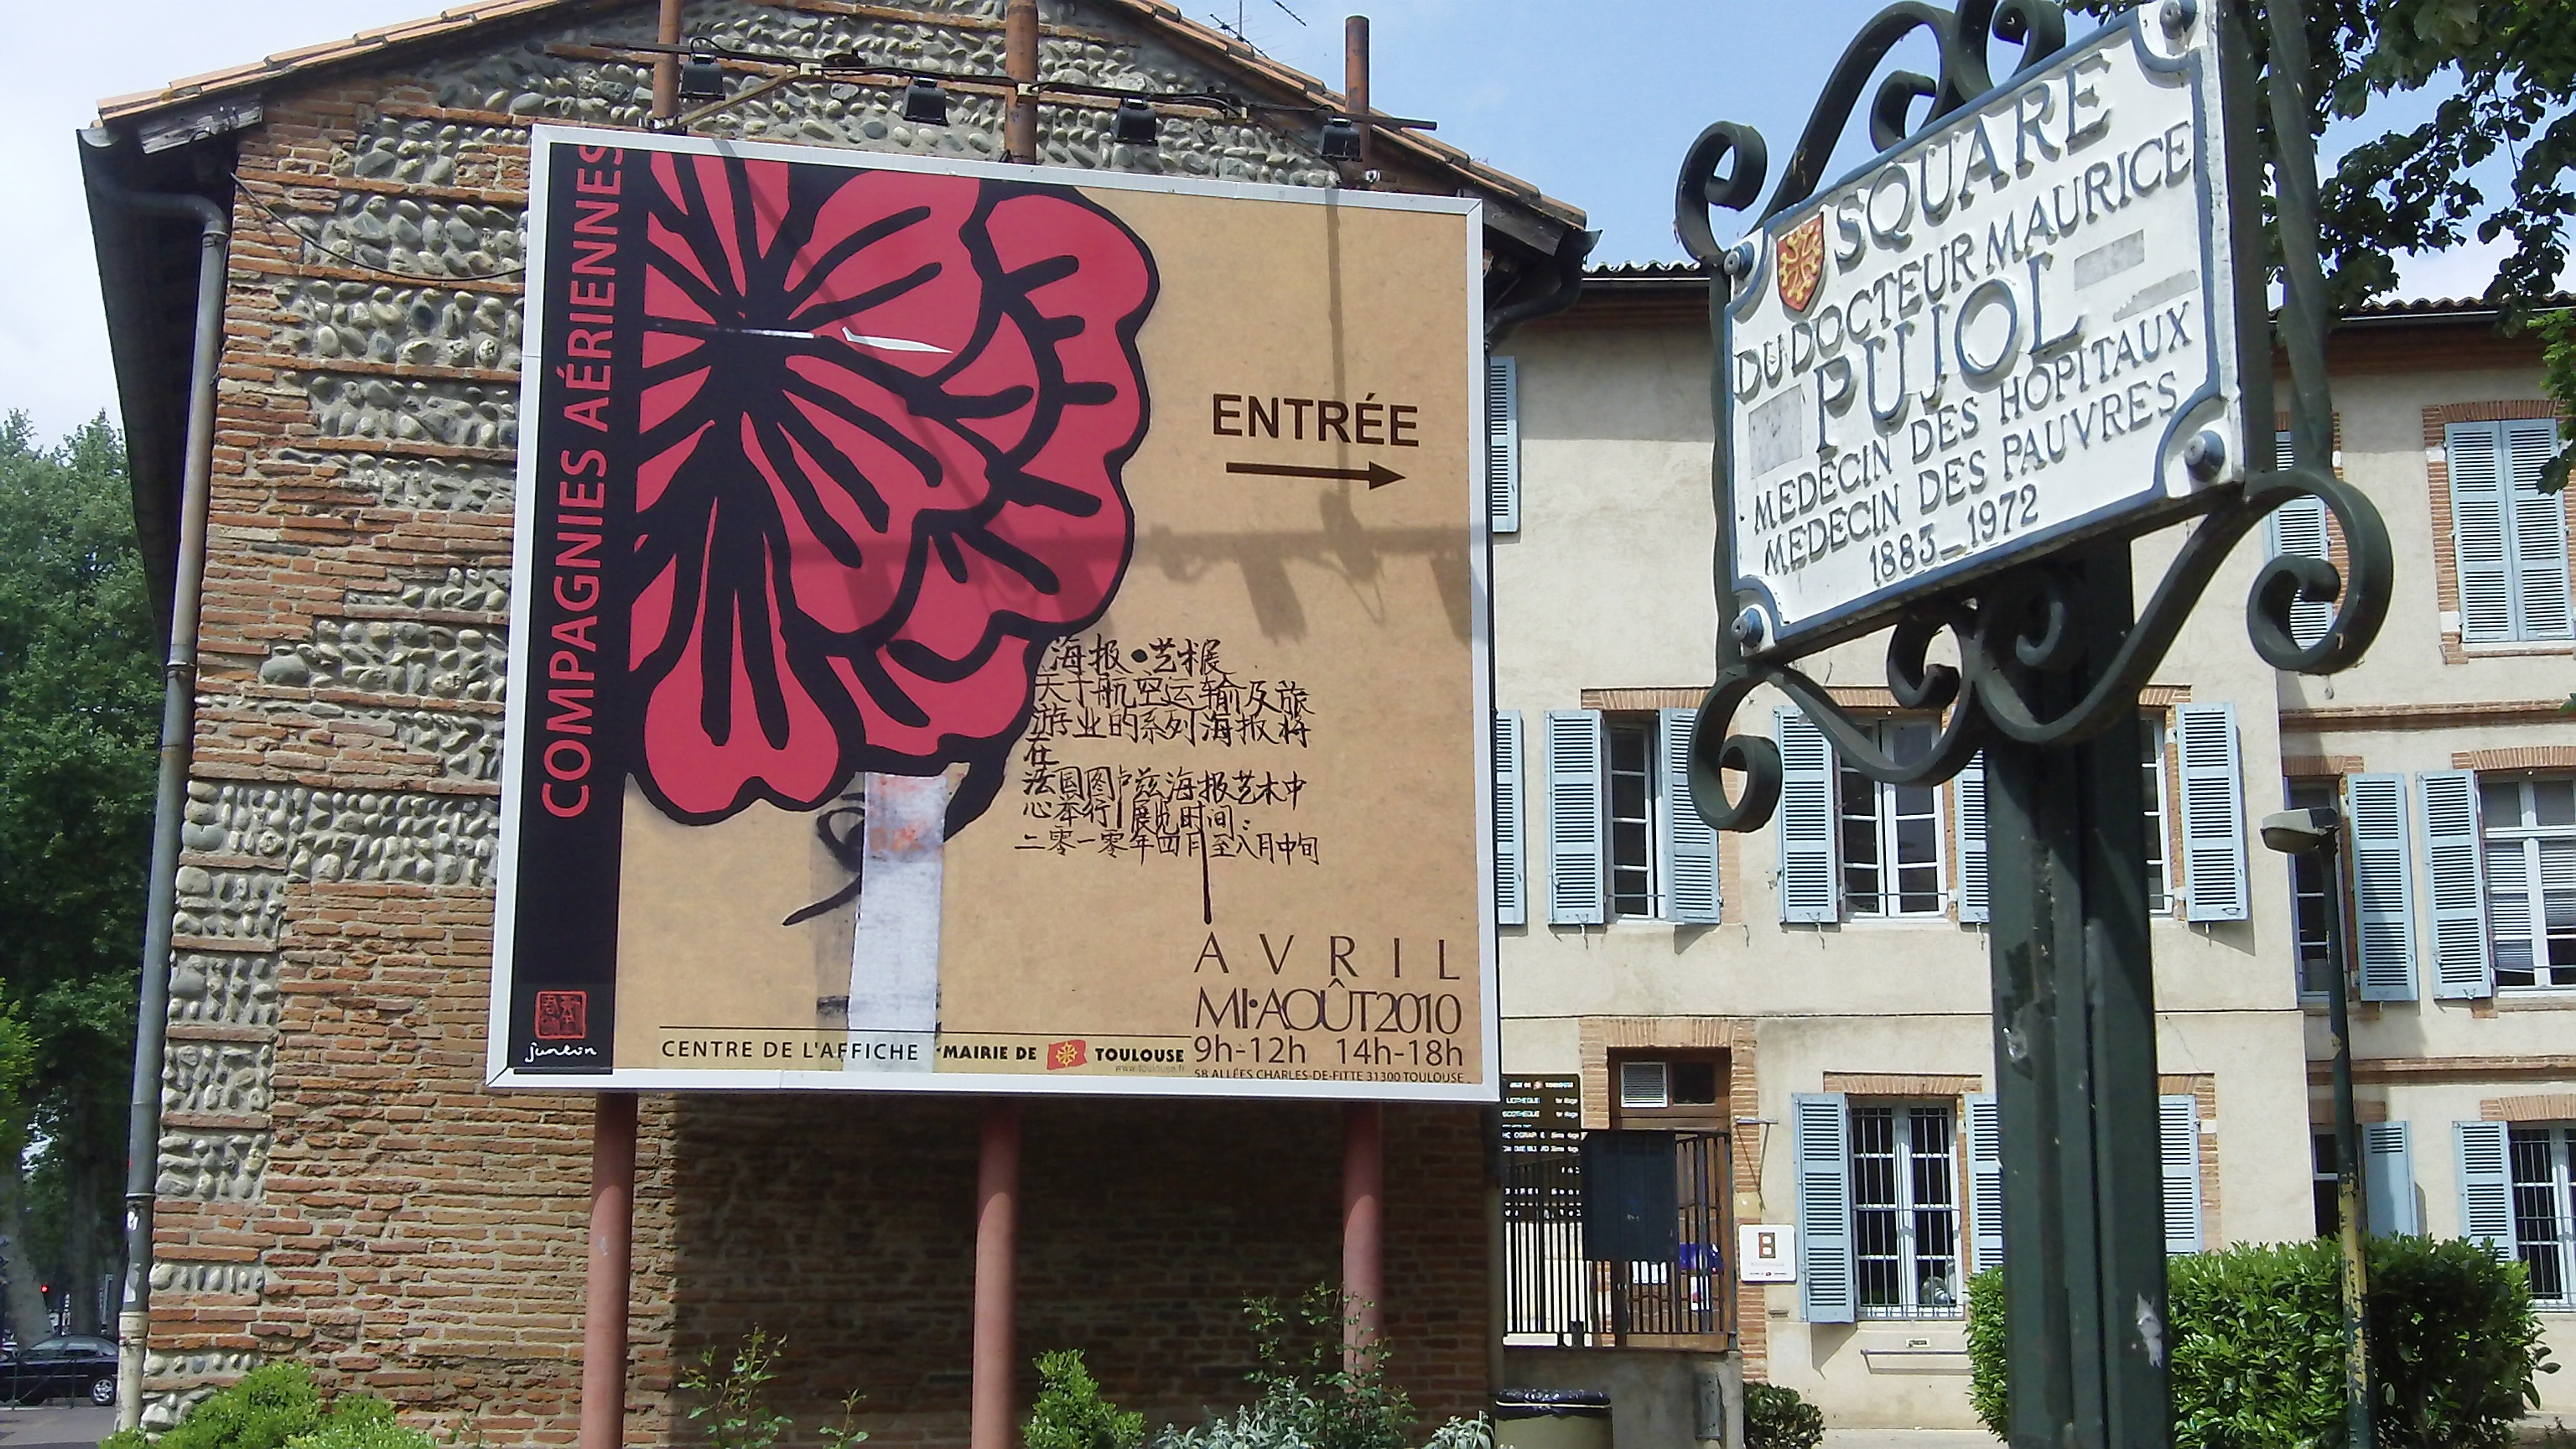 COMPAGNIES AÉRIENNES
ENTRÉE
海报•艺术展
关于航空运输及旅
游业的系列海报将
在
法国图卢兹海报艺术中
心举行 展览时间:
二零一零年四月至八月中旬
AVRIL
MI•AOÛT2010
9h-12h 14h-18h
58 ALLÉES CHARLES-DE-FITTE 31300 TOULOUSE
CENTRE DE L'AFFICHE
MAIRIE DE TOULOUSE
www.toulouse.fr
junlin
SQUARE
DU DOCTEUR MAURICE
PUJOL
MEDECIN DES HOPITAUX
MEDECIN DES PAUVRES
1883_1972